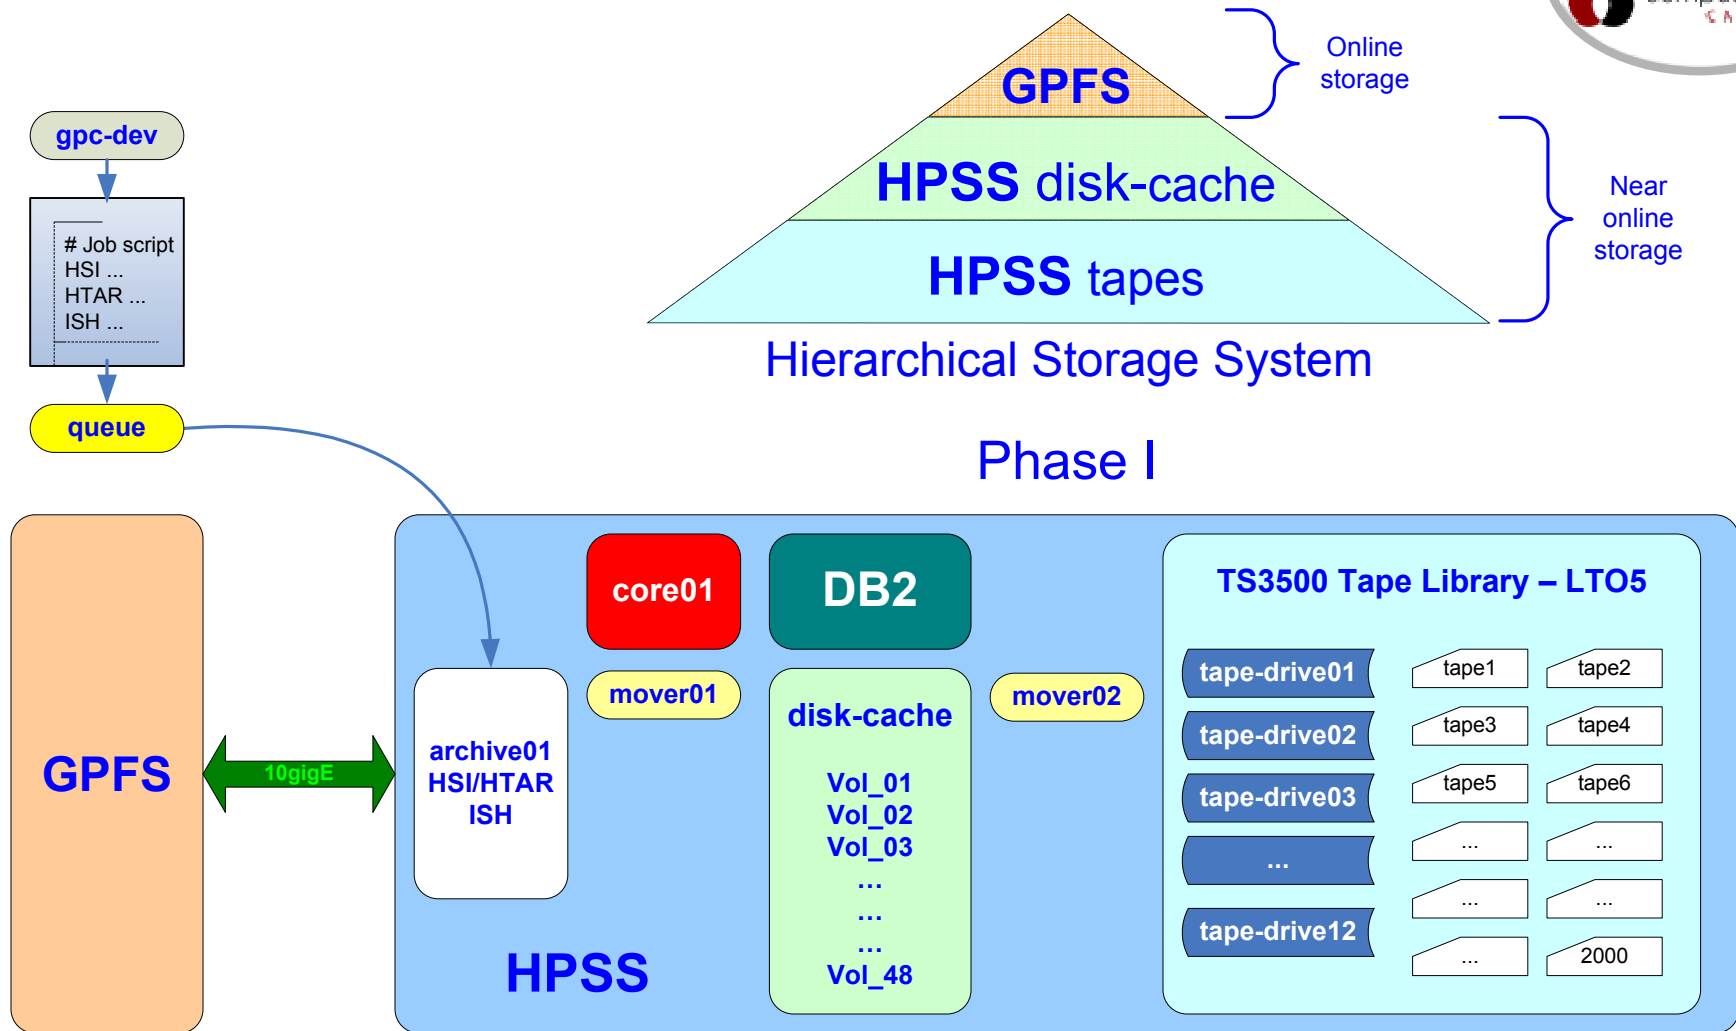 GPFS
HPSS disk-cache
HPSS tapes
Online
storage
Near
online
storage
Hierarchical Storage System
Phase I
gpc-dev
# Job script
HSI ...
HTAR ...
ISH ...
queue
GPFS
10gigE
archive01
HSI/HTAR
ISH
HPSS
core01
mover01
DB2
disk-cache
Vol_01
Vol_02
Vol_03
...
...
...
Vol_48
mover02
TS3500 Tape Library – LTO5
tape-drive01
tape-drive02
tape-drive03
...
tape-drive12
tape1
tape2
tape3
tape4
tape5
tape6
...
...
...
...
...
2000